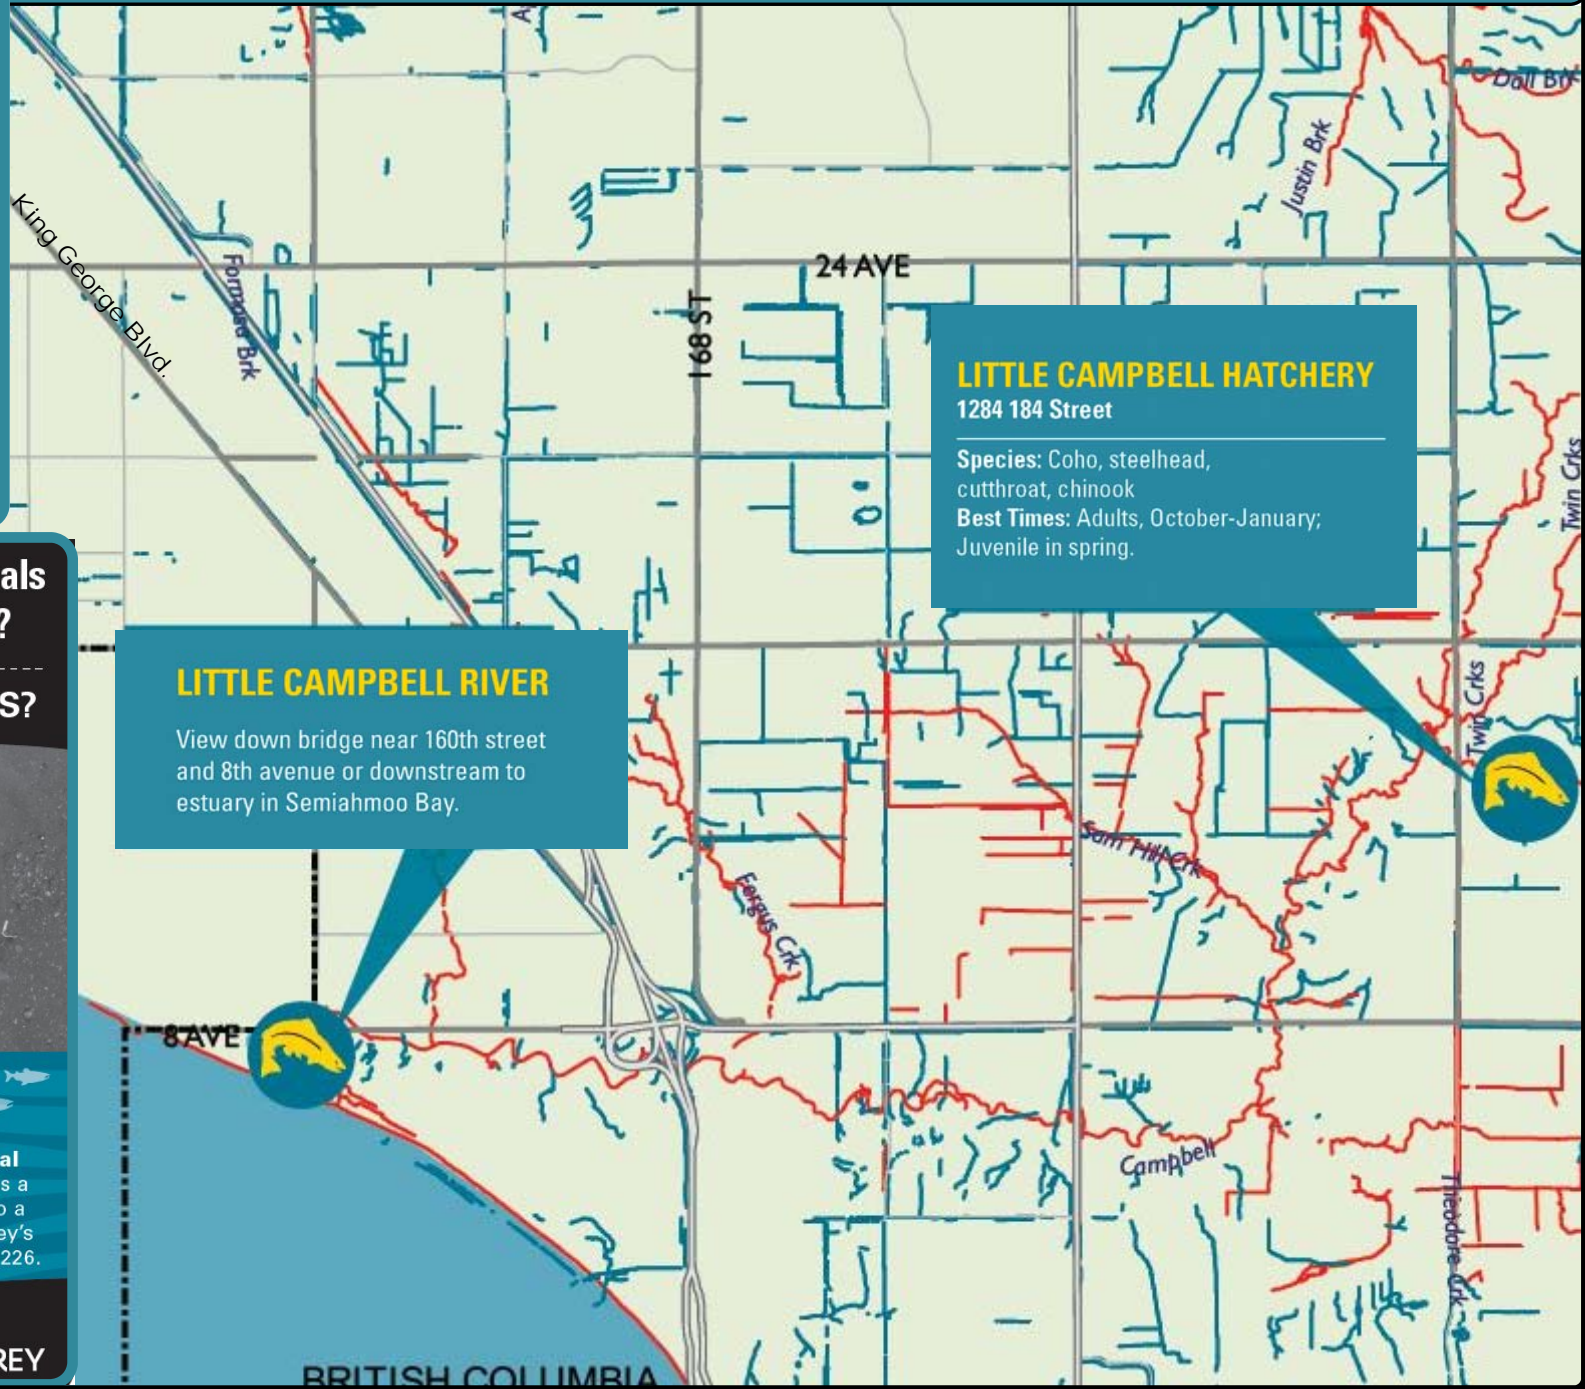 Doll Brk
Justin Brk
King George Blvd.
Formosa Brk
24 AVE
168 ST
LITTLE CAMPBELL HATCHERY
1284 184 Street
Species: Coho, steelhead,
cutthroat, chinook
Best Times: Adults, October-January;
Juvenile in spring.
Twin Crks
als
?
S?
LITTLE CAMPBELL RIVER
View down bridge near 160th street
and 8th avenue or downstream to
estuary in Semiahmoo Bay.
Twin Crks
Sam Hill Crk
Fergus Crk
8 AVE
Campbell
al
s a
o a
ey's
226.
Theodore Crk
REY
BRITISH COLUMBIA